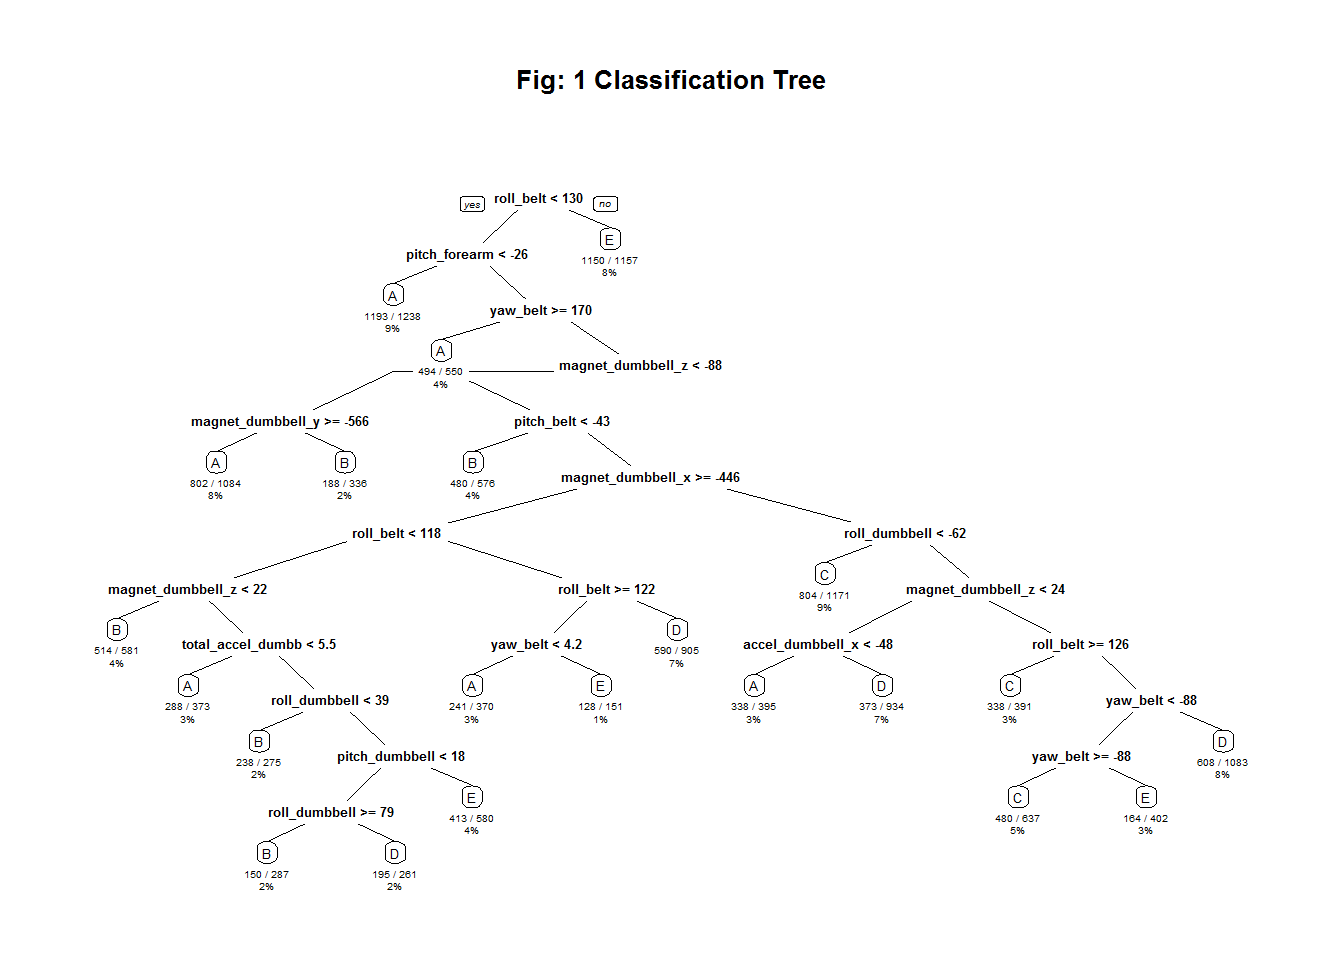 Fig: 1 Classification Tree
yes roll_belt < 130 no
E
1150 / 1157
8%
pitch_forearm < -26
A
1193 / 1238
9%
yaw_belt >= 170
A
494 / 550
4%
magnet_dumbbell_z < -88
magnet_dumbbell_y >= -566
A
802 / 1084
8%
B
188 / 336
2%
pitch_belt < -43
B
480 / 576
4%
magnet_dumbbell_x >= -446
roll_belt < 118
magnet_dumbbell_z < 22
B
514 / 581
4%
total_accel_dumbb < 5.5
A
288 / 373
3%
roll_dumbbell < 39
B
238 / 275
2%
pitch_dumbbell < 18
roll_dumbbell >= 79
B
150 / 287
2%
D
195 / 261
2%
E
413 / 580
4%
roll_belt >= 122
yaw_belt < 4.2
A
241 / 370
3%
E
128 / 151
1%
D
590 / 905
7%
roll_dumbbell < -62
C
804 / 1171
9%
magnet_dumbbell_z < 24
accel_dumbbell_x < -48
A
338 / 395
3%
D
373 / 934
7%
roll_belt >= 126
C
338 / 391
3%
yaw_belt < -88
yaw_belt >= -88
C
480 / 637
5%
E
164 / 402
3%
D
608 / 1083
8%